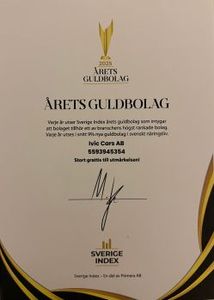 2025
ÅRETS
GULDBOLAG
ÅRETS GULDBOLAG
Varje år utser Sverige Index årets guldbolag som intygar
att bolaget tillhör ett av branschens högst rankade bolag.
Varje år utses i snitt 9% nya guldbolag i svenskt näringsliv.
Ivic Cars AB
5593945354
Stort grattis till utmärkelsen!
SVERIGE
INDEX
Sverige Index - En del av Primera AB